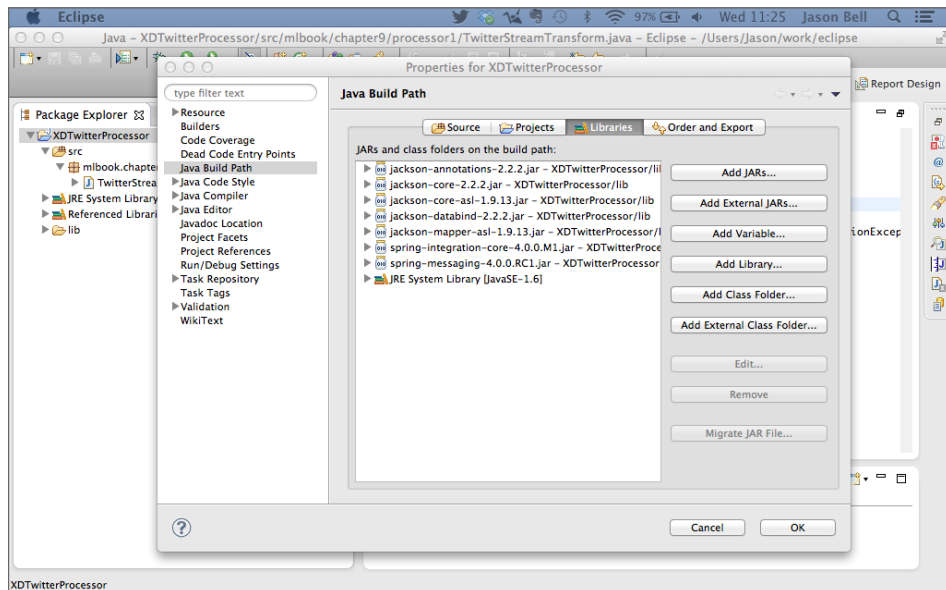 Eclipse 97% Wed 11:25 Jason Bell
Java – XDTwitterProcessor/src/mlbook/chapter9/processor1/TwitterStreamTransform.java – Eclipse – /Users/Jason/work/eclipse
Properties for XDTwitterProcessor
type filter text
Java Build Path
Report Design
Package Explorer
XDTwitterProcessor
src
mlbook.chapte
TwitterStrea
JRE System Library
Referenced Librari
lib
Resource
Builders
Code Coverage
Dead Code Entry Points
Java Build Path
Java Code Style
Java Compiler
Java Editor
Javadoc Location
Project Facets
Project References
Run/Debug Settings
Task Repository
Task Tags
Validation
WikiText
Source Projects Libraries Order and Export
JARs and class folders on the build path:
jackson-annotations-2.2.2.jar – XDTwitterProcessor/lil
jackson-core-2.2.2.jar – XDTwitterProcessor/lib
jackson-core-asl-1.9.13.jar – XDTwitterProcessor/lib
jackson-databind-2.2.2.jar – XDTwitterProcessor/lib
jackson-mapper-asl-1.9.13.jar – XDTwitterProcessor/l
spring-integration-core-4.0.0.M1.jar – XDTwitterProce
spring-messaging-4.0.0.RC1.jar – XDTwitterProcessor
JRE System Library [JavaSE-1.6]
Add JARs...
Add External JARs...
Add Variable...
Add Library...
Add Class Folder...
Add External Class Folder...
Edit...
Remove
Migrate JAR File...
ionExcep
Cancel OK
XDTwitterProcessor